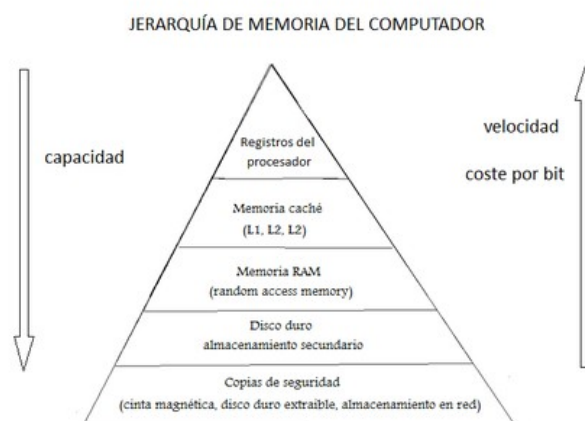 JERARQUÍA DE MEMORIA DEL COMPUTADOR
capacidad
velocidad
coste por bit
Registros del
procesador
Memoria caché
(L1, L2, L2)
Memoria RAM
(random access memory)
Disco duro
almacenamiento secundario
Copias de seguridad
(cinta magnética, disco duro extraible, almacenamiento en red)